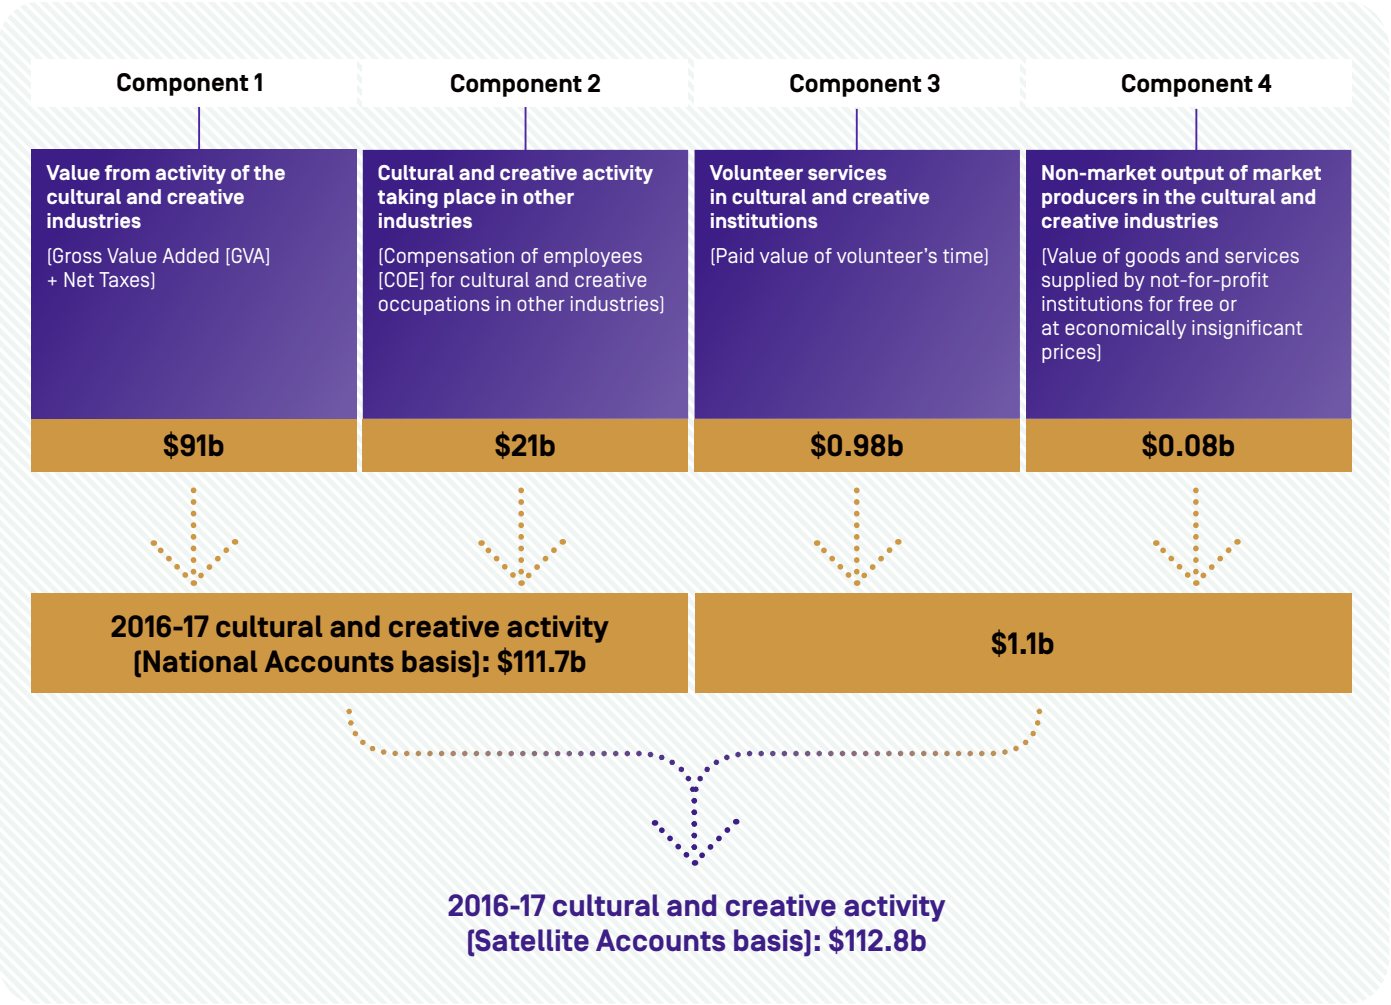 Component 1
Component 2
Component 3
Component 4
Value from activity of the
cultural and creative
industries
[Gross Value Added [GVA]
+ Net Taxes]
$91b
Cultural and creative activity
taking place in other
industries
[Compensation of employees
[COE] for cultural and creative
occupations in other industries]
$21b
Volunteer services
in cultural and creative
institutions
[Paid value of volunteer's time]
$0.98b
Non-market output of market
producers in the cultural and
creative industries
[Value of goods and services
supplied by not-for-profit
institutions for free or
at economically insignificant
prices]
$0.08b
2016-17 cultural and creative activity
[National Accounts basis]: $111.7b
$1.1b
2016-17 cultural and creative activity
[Satellite Accounts basis]: $112.8b